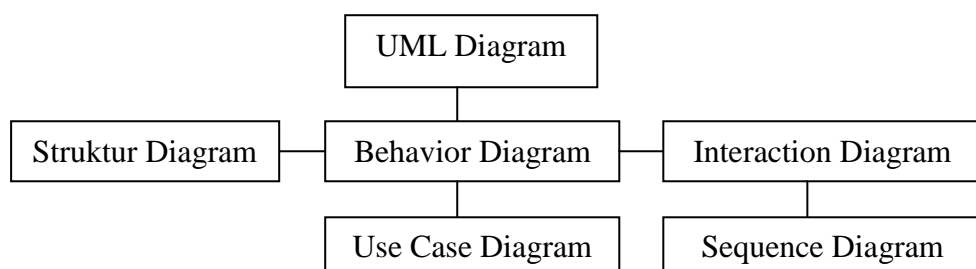 UML Diagram
Struktur Diagram
Behavior Diagram
Interaction Diagram
Use Case Diagram
Sequence Diagram